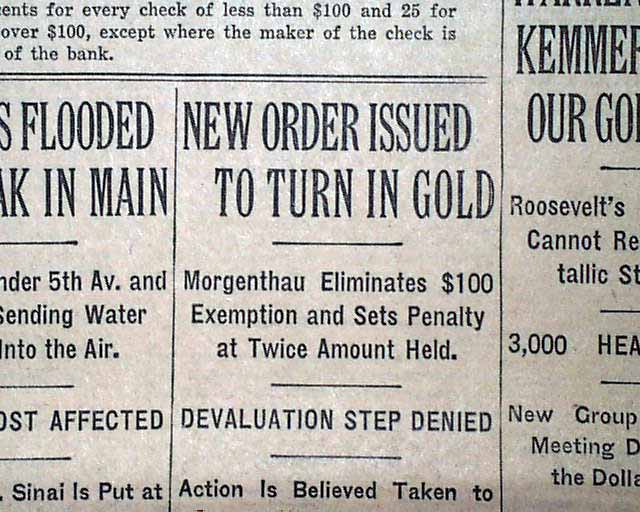 ents for every check of less than $100 and 25 for
over $100, except where the maker of the check is
of the bank.
S FLOODED
AK IN MAIN
nder 5th Av. and
Sending Water
Into the Air.
OST AFFECTED
. Sinai Is Put at
NEW ORDER ISSUED
TO TURN IN GOLD
Morgenthau Eliminates $100
Exemption and Sets Penalty
at Twice Amount Held.
DEVALUATION STEP DENIED
Action Is Believed Taken to
KEMMER
OUR GOL
Roosevelt's
Cannot Re
tallic St
3,000 HEA
New Group
Meeting D
the Dolla